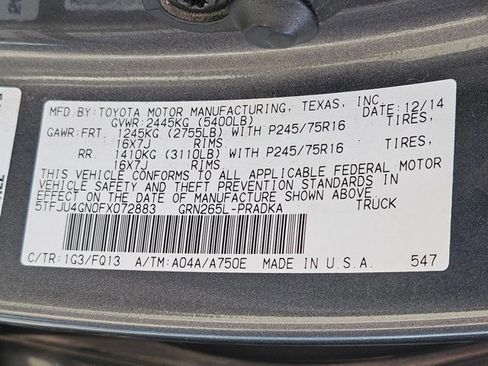 MFD.BY:TOYOTA MOTOR MANUFACTURING, TEXAS, INC
GVWR:2445KG (5400LB) DATE: 12/14
GAWR:FRT. 1245KG (2755LB) WITH P245/75R16 TIRES,
16X7J RIMS
RR. 1410KG (3110LB) WITH P245/75R16 TIRES,
16X7J RIMS
THIS VEHICLE CONFORMS TO ALL APPLICABLE FEDERAL MOTOR
VEHICLE SAFETY AND THEFT PREVENTION STANDARDS IN
EFFECT ON THE DATE OF MANUFACTURE SHOWN ABOVE.
5TFJU4GN0FX072883 GRN265L-PRADKA TRUCK
C/TR:1G3/FQ13 A/TM:A04A/A750E MADE IN U.S.A. 547